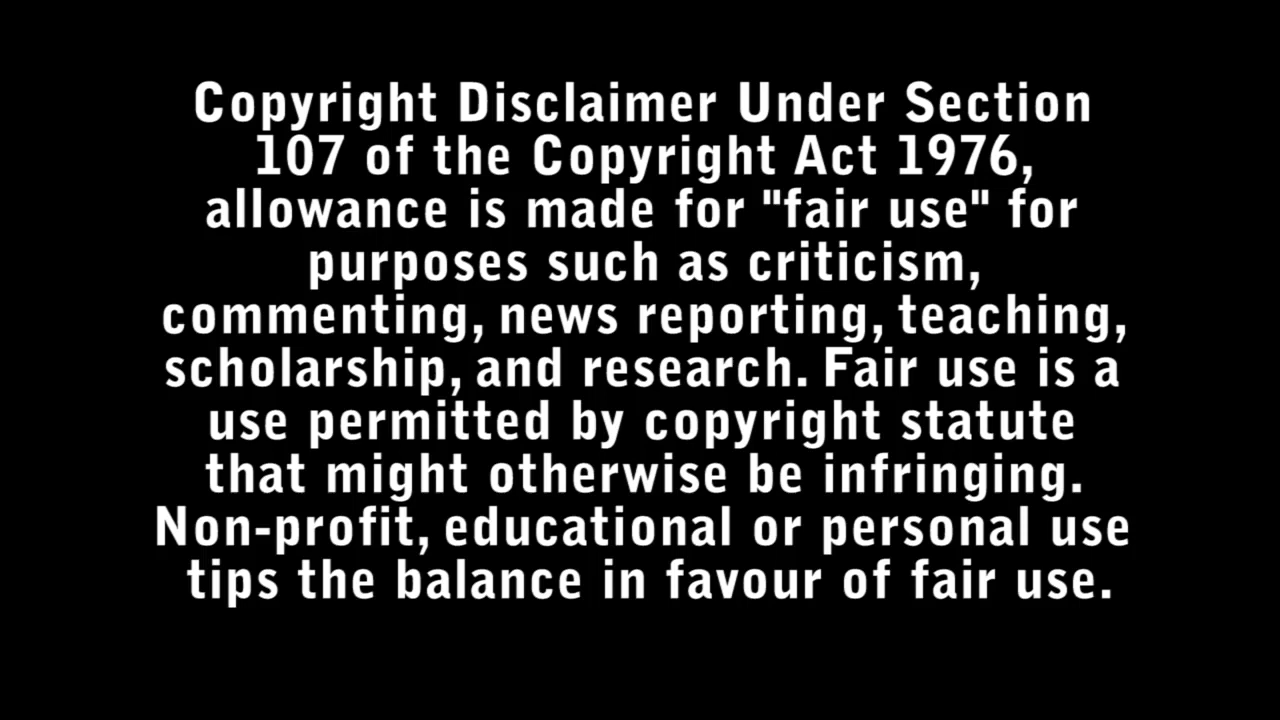 Copyright Disclaimer Under Section
107 of the Copyright Act 1976,
allowance is made for "fair use" for
purposes such as criticism,
commenting, news reporting, teaching,
scholarship, and research. Fair use is a
use permitted by copyright statute
that might otherwise be infringing.
Non-profit, educational or personal use
tips the balance in favour of fair use.